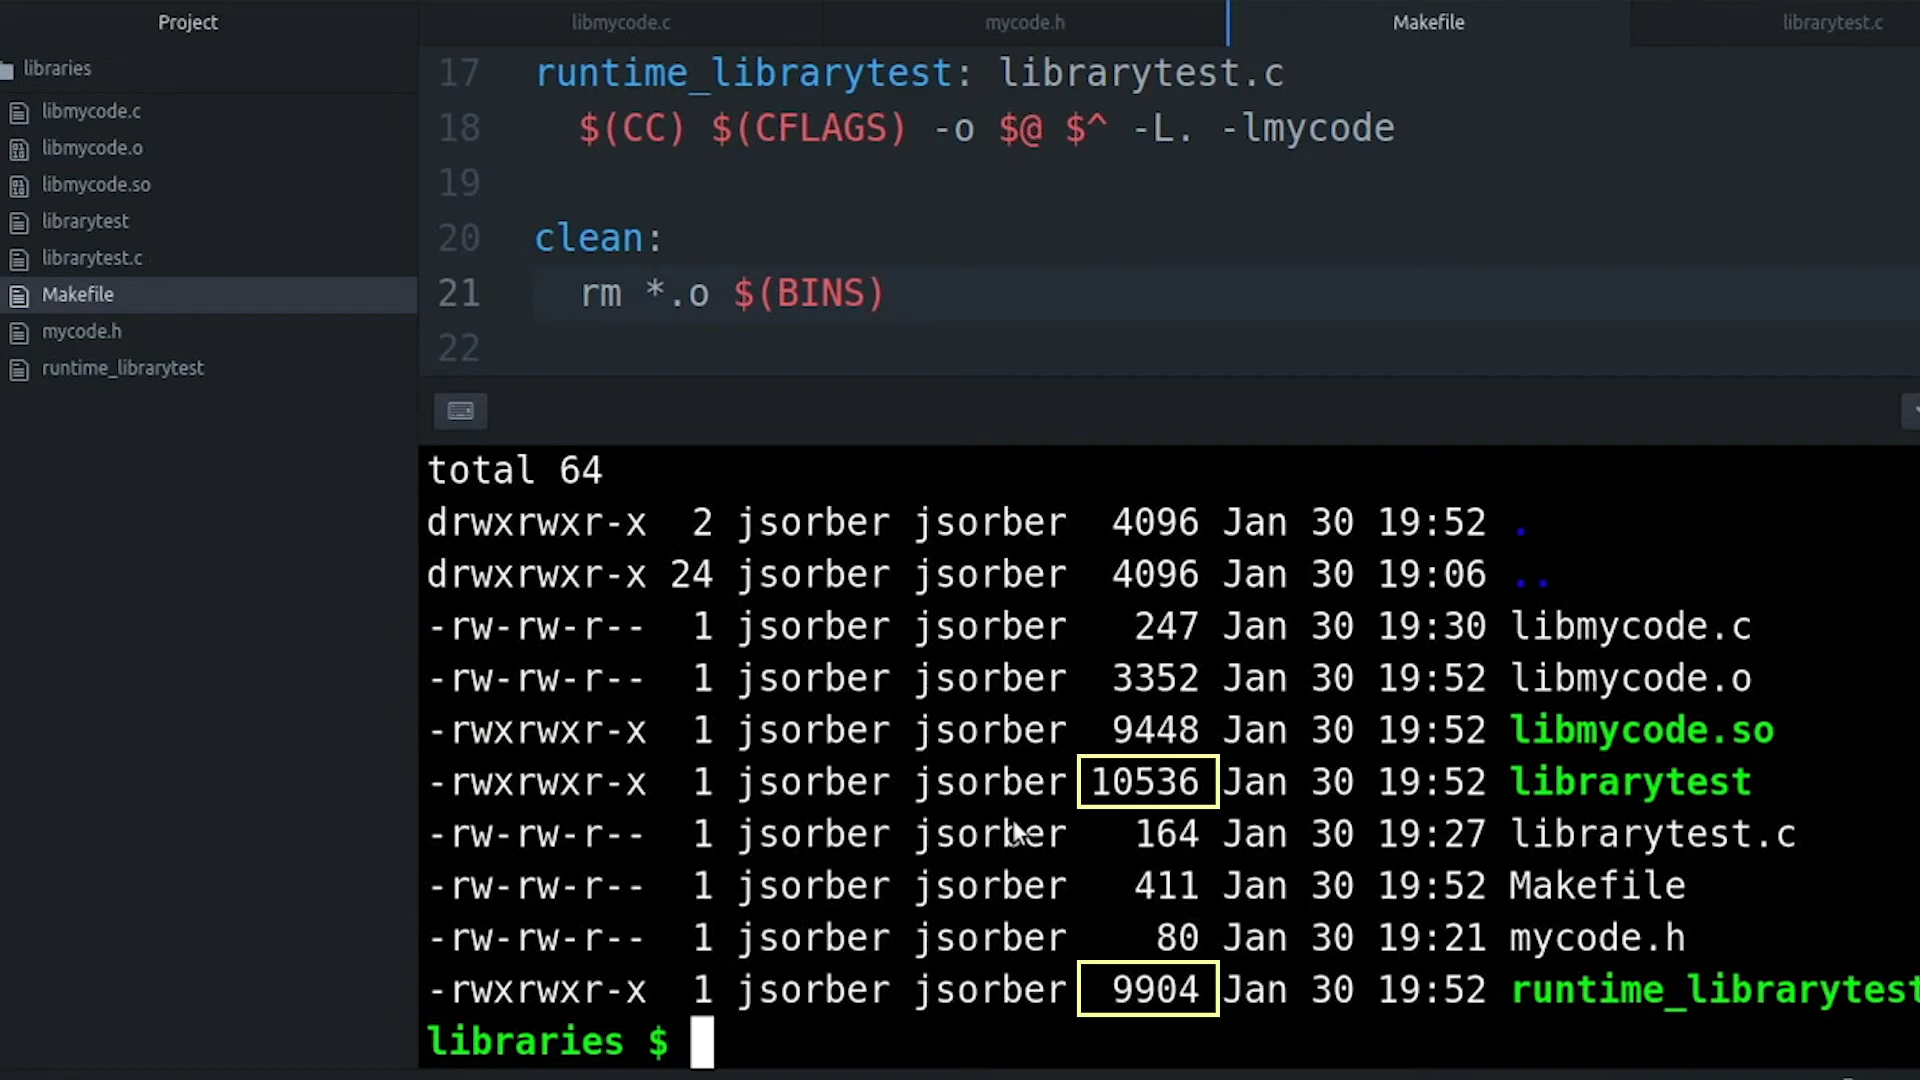 Project
libraries
libmycode.c
libmycode.o
libmycode.so
librarytest
librarytest.c
Makefile
mycode.h
runtime_librarytest
libmycode.c mycode.h Makefile librarytest.c
17 runtime_librarytest: librarytest.c
18 $(CC) $(CFLAGS) -o $@ $^ -L. -lmycode
19
20 clean:
21 rm *.o $(BINS)
22
total 64
drwxrwxr-x 2 jsorber jsorber 4096 Jan 30 19:52 .
drwxrwxr-x 24 jsorber jsorber 4096 Jan 30 19:06 ..
-rw-rw-r-- 1 jsorber jsorber 247 Jan 30 19:30 libmycode.c
-rw-rw-r-- 1 jsorber jsorber 3352 Jan 30 19:52 libmycode.o
-rwxrwxr-x 1 jsorber jsorber 9448 Jan 30 19:52 libmycode.so
-rwxrwxr-x 1 jsorber jsorber 10536 Jan 30 19:52 librarytest
-rw-rw-r-- 1 jsorber jsorber 164 Jan 30 19:27 librarytest.c
-rw-rw-r-- 1 jsorber jsorber 411 Jan 30 19:52 Makefile
-rw-rw-r-- 1 jsorber jsorber 80 Jan 30 19:21 mycode.h
-rwxrwxr-x 1 jsorber jsorber 9904 Jan 30 19:52 runtime_librarytest
libraries $